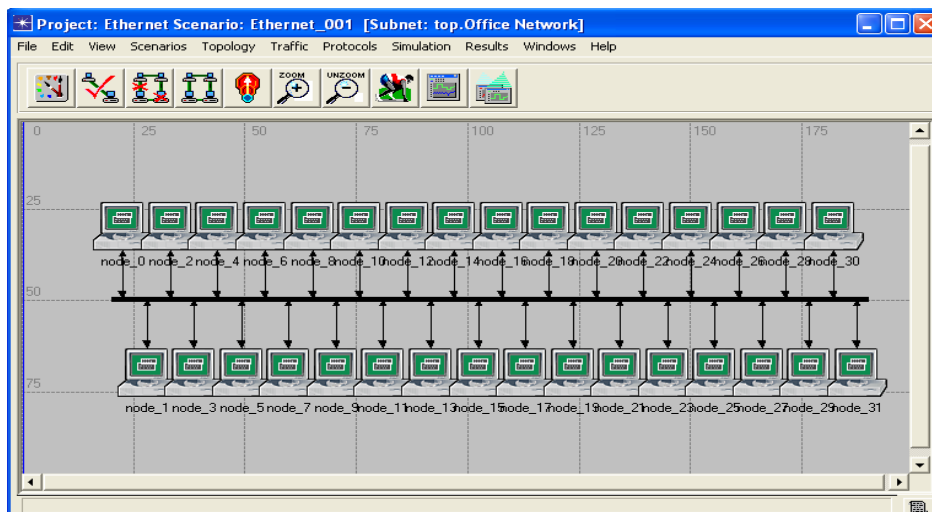 Project: Ethernet Scenario: Ethernet_001 [Subnet: top.Office Network]
File Edit View Scenarios Topology Traffic Protocols Simulation Results Windows Help
ZOOM UNZOOM
0 25 50 75 100 125 150 175
25
node_0 node_2 node_4 node_6 node_8 node_10 node_12 node_14 node_16 node_18 node_20 node_22 node_24 node_26 node_28 node_30
50
75
node_1 node_3 node_5 node_7 node_9 node_11 node_13 node_15 node_17 node_19 node_21 node_23 node_25 node_27 node_29 node_31